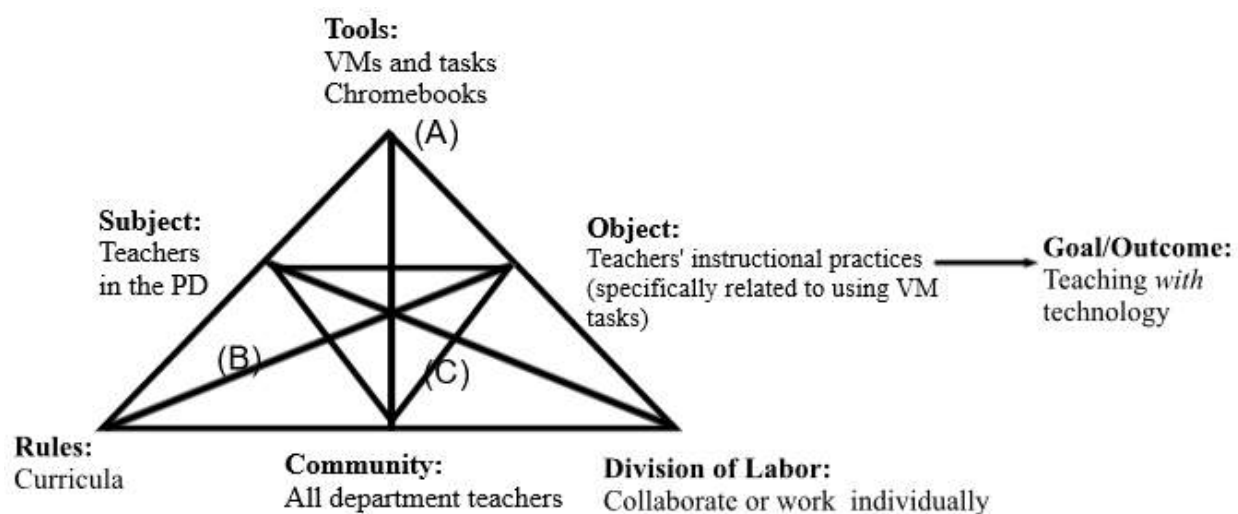 Tools:
VMs and tasks
Chromebooks
(A)
Subject:
Teachers
in the PD
Object:
Teachers' instructional practices
(specifically related to using VM
tasks)
Goal/Outcome:
Teaching with
technology
(B)
(C)
Rules:
Curricula
Community:
All department teachers
Division of Labor:
Collaborate or work individually